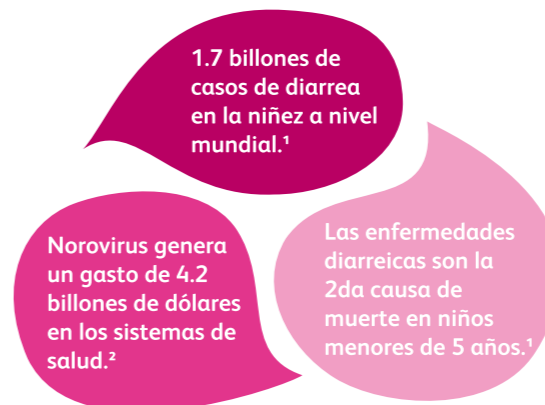 1.7 billones de
casos de diarrea
en la niñez a nivel
mundial.¹
Norovirus genera
un gasto de 4.2
billones de dólares
en los sistemas de
salud.²
Las enfermedades
diarreicas son la
2da causa de
muerte en niños
menores de 5 años.¹